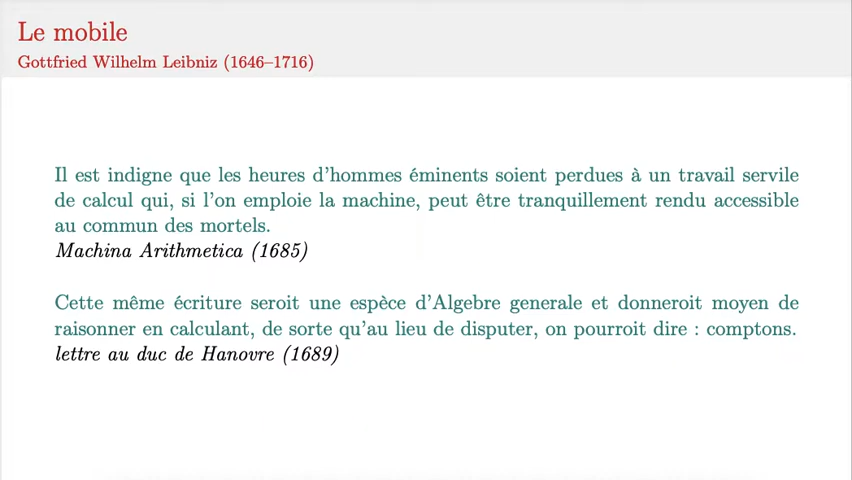 Le mobile
Gottfried Wilhelm Leibniz (1646–1716)
Il est indigne que les heures d'hommes éminents soient perdues à un travail servile
de calcul qui, si l'on emploie la machine, peut être tranquillement rendu accessible
au commun des mortels.
Machina Arithmetica (1685)
Cette même écriture seroit une espèce d'Algebre generale et donneroit moyen de
raisonner en calculant, de sorte qu'au lieu de disputer, on pourroit dire : comptons.
lettre au duc de Hanovre (1689)